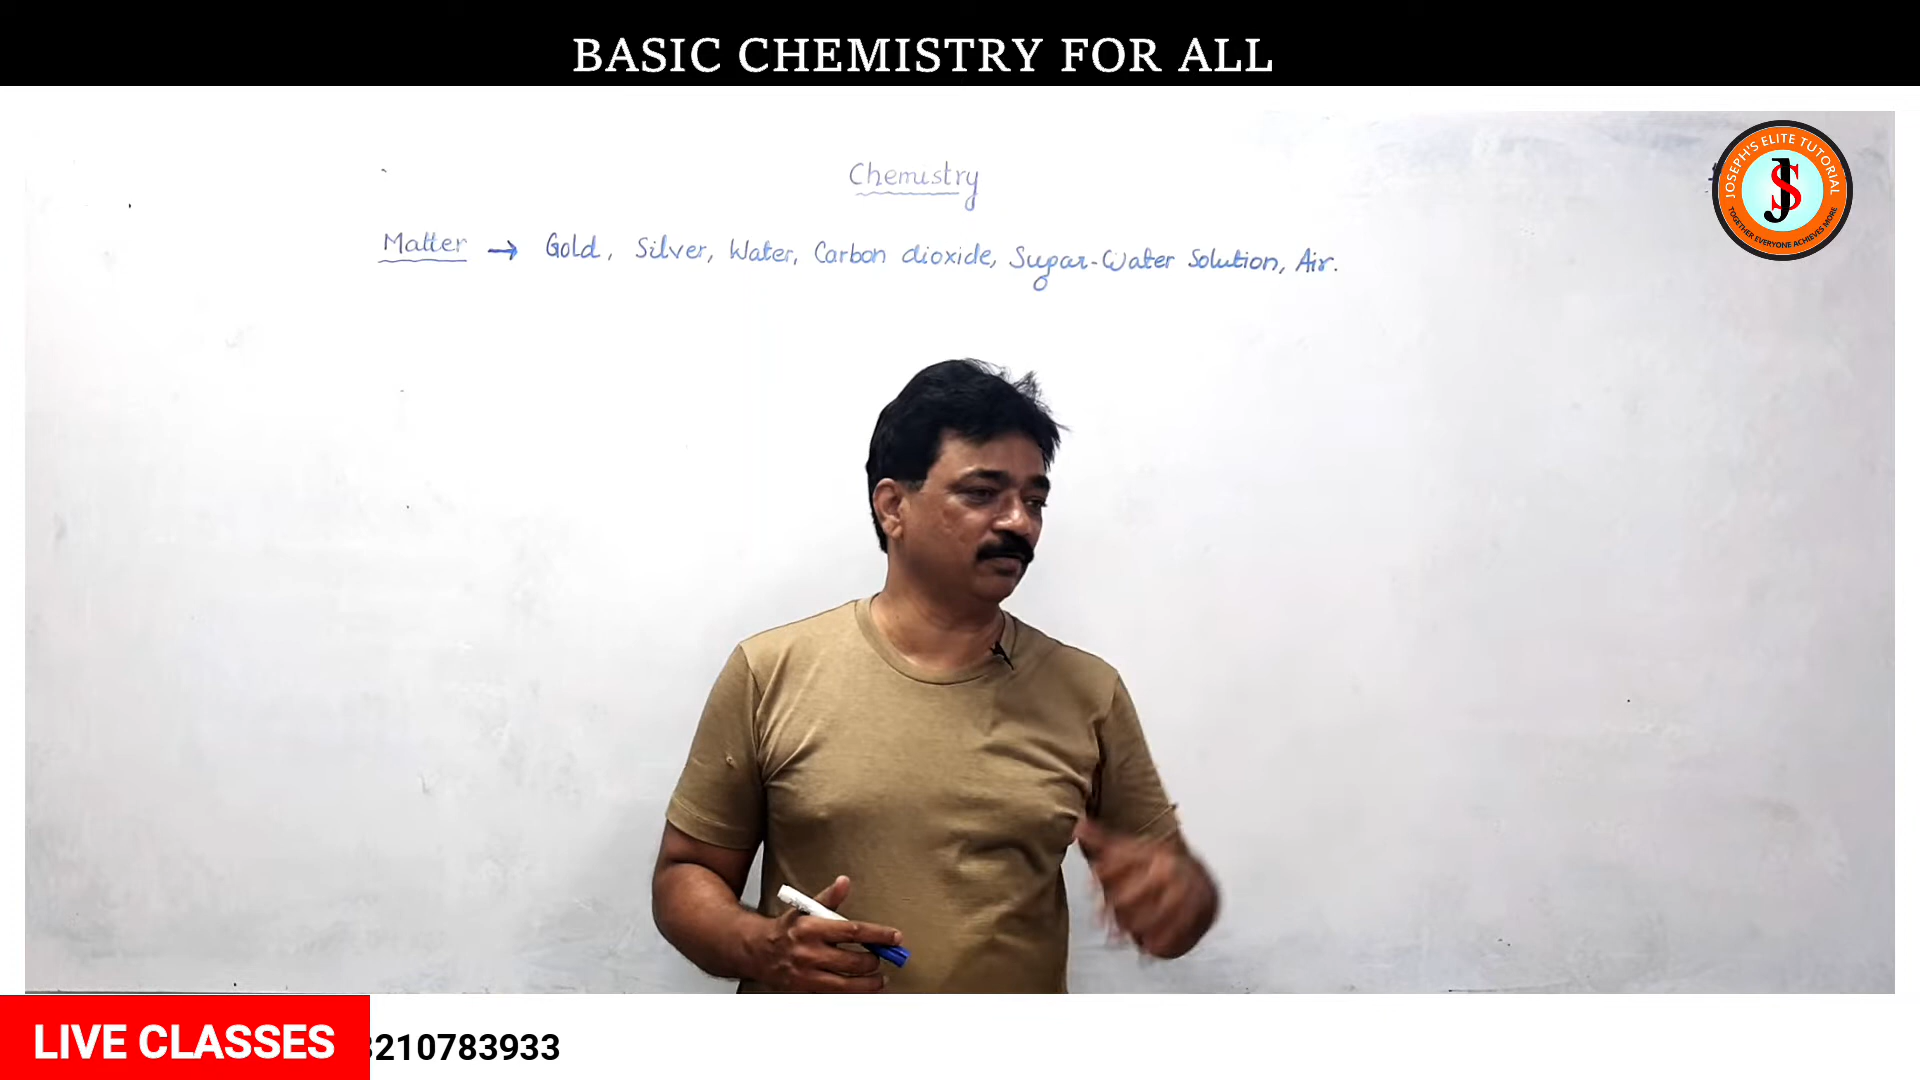 BASIC CHEMISTRY FOR ALL
Chemistry
JOSEPH'S ELITE TUTORIAL
JS
TOGETHER EVERYONE ACHIEVES MORE
Matter → Gold, Silver, Water, Carbon dioxide, Sugar-Water Solution, Air.
LIVE CLASSES
210783933